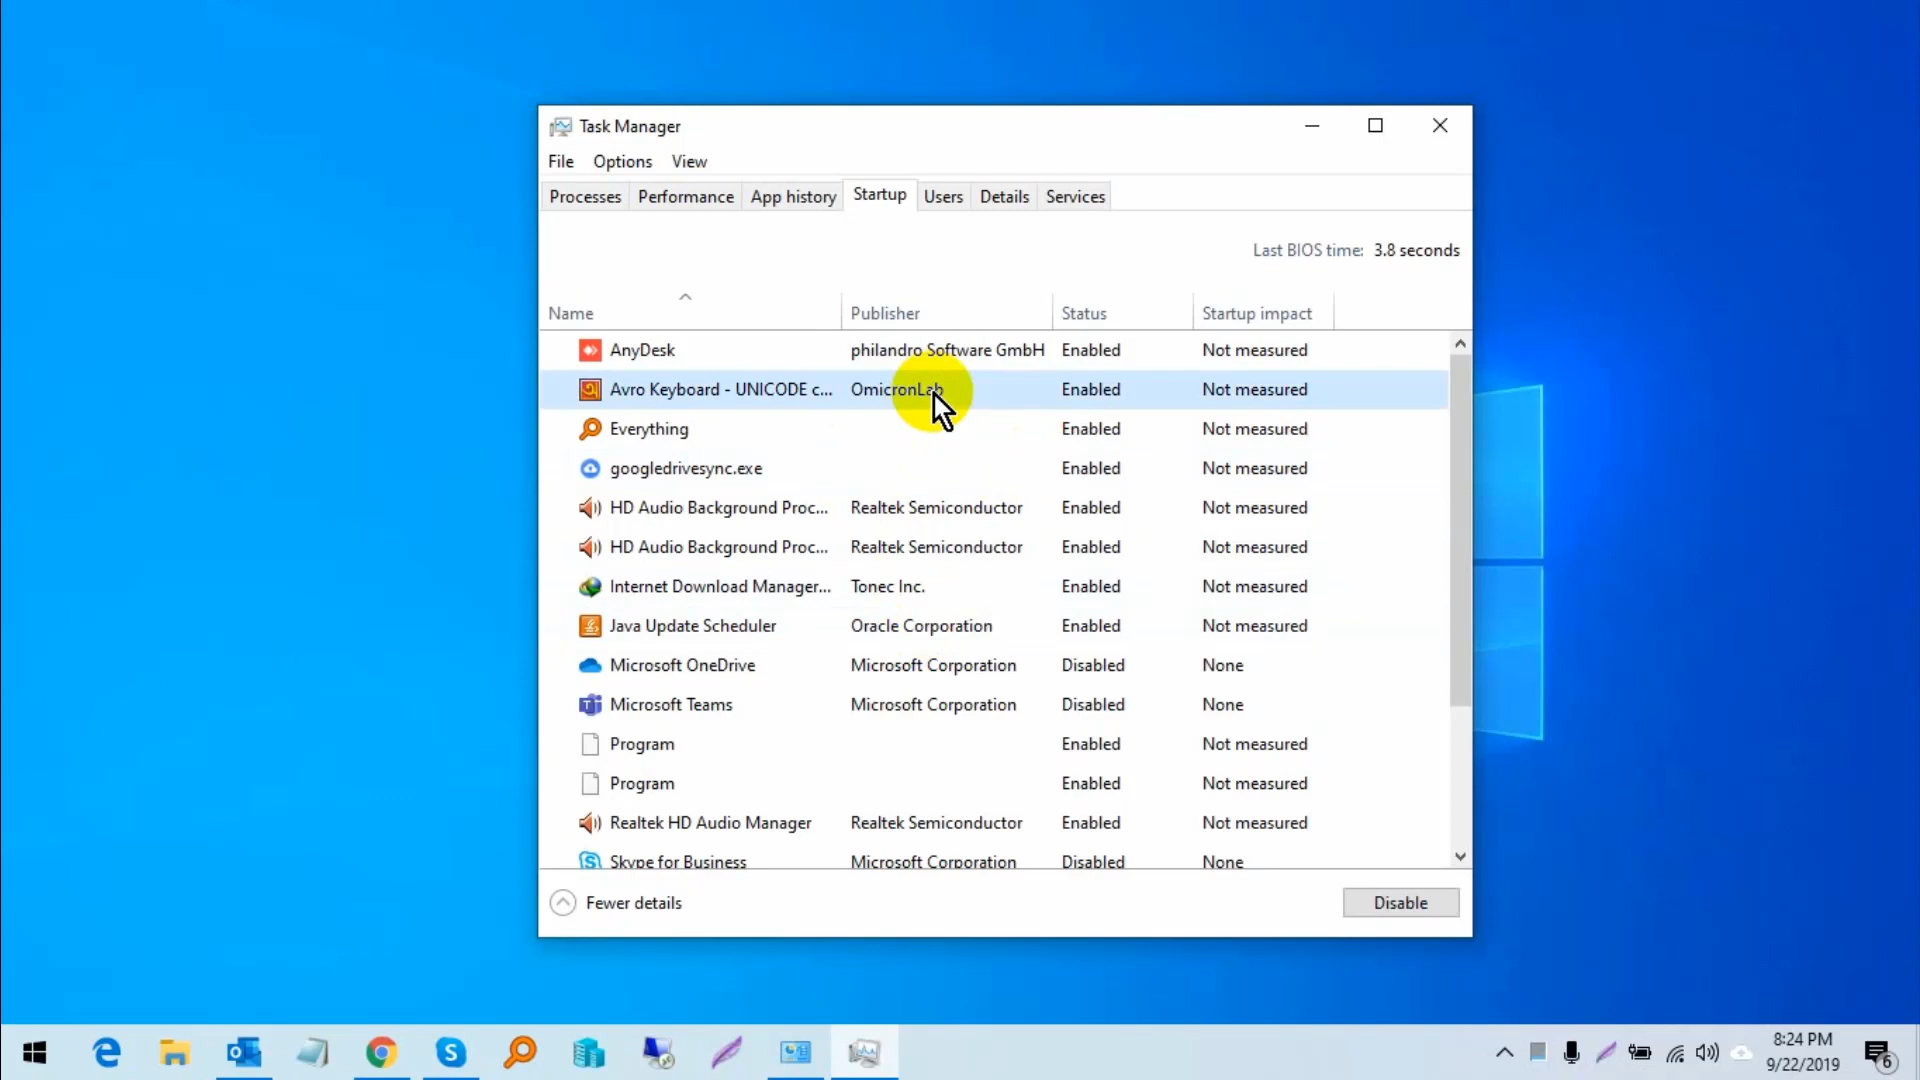 Task Manager
File Options View
Processes Performance App history Startup Users Details Services
Last BIOS time: 3.8 seconds
Name Publisher Status Startup impact
AnyDesk philandro Software GmbH Enabled Not measured
Avro Keyboard - UNICODE c... OmicronLab Enabled Not measured
Everything Enabled Not measured
googledrivesync.exe Enabled Not measured
HD Audio Background Proc... Realtek Semiconductor Enabled Not measured
HD Audio Background Proc... Realtek Semiconductor Enabled Not measured
Internet Download Manager... Tonec Inc. Enabled Not measured
Java Update Scheduler Oracle Corporation Enabled Not measured
Microsoft OneDrive Microsoft Corporation Disabled None
Microsoft Teams Microsoft Corporation Disabled None
Program Enabled Not measured
Program Enabled Not measured
Realtek HD Audio Manager Realtek Semiconductor Enabled Not measured
Skype for Business Microsoft Corporation Disabled None
Fewer details Disable
8:24 PM
9/22/2019
6